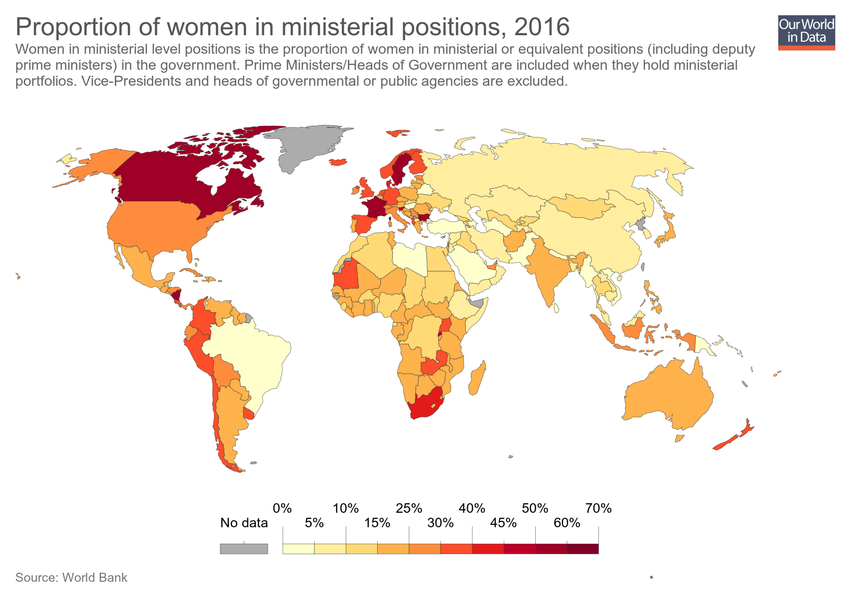 Proportion of women in ministerial positions, 2016
Our World
in Data
Women in ministerial level positions is the proportion of women in ministerial or equivalent positions (including deputy
prime ministers) in the government. Prime Ministers/Heads of Government are included when they hold ministerial
portfolios. Vice-Presidents and heads of governmental or public agencies are excluded.
0% 10% 25% 40% 50% 70%
No data 5% 15% 30% 45% 60%
Source: World Bank